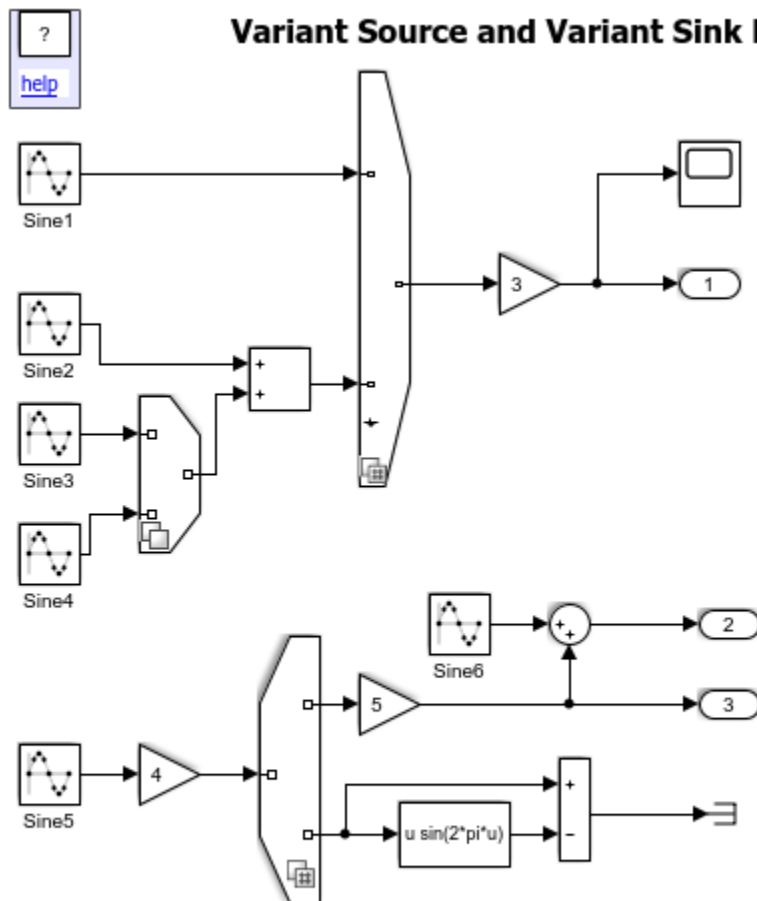 ?
help
Variant Source and Variant Sink
Sine1
3
1
Sine2
+
+
Sine3
Sine4
Sine6
+
+
2
5
3
Sine5
4
u sin(2*pi*u)
+
−